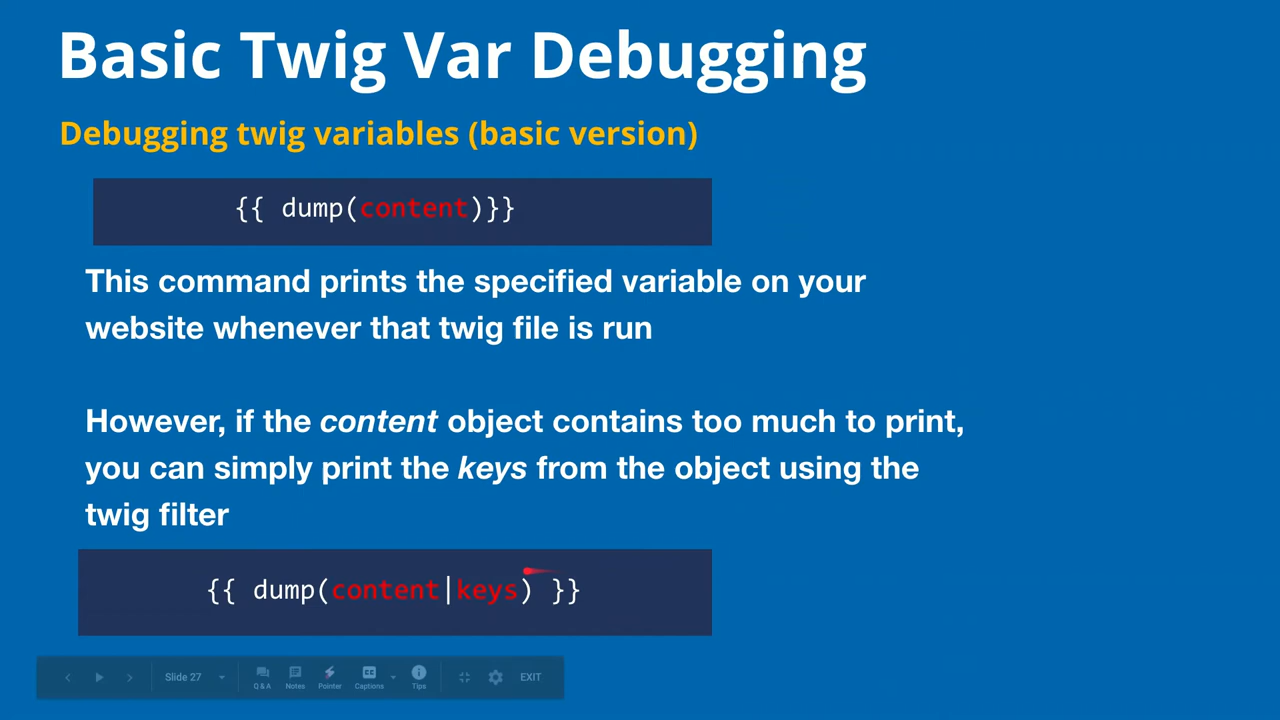 Basic Twig Var Debugging
Debugging twig variables (basic version)
{{ dump(content)}}
This command prints the specified variable on your
website whenever that twig file is run
However, if the content object contains too much to print,
you can simply print the keys from the object using the
twig filter
{{ dump(content|keys) }}
Slide 27
Q & A
Notes
Pointer
CC
Captions
Tips
EXIT